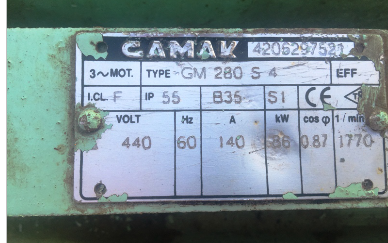 GAMAK 4206297521
3~MOT. TYPE GM 280 S 4 EFF
I.CL. F IP 55 B35 S1 CE
VOLT Hz A kW cos φ 1 / min
440 60 140 86 0.87 1770